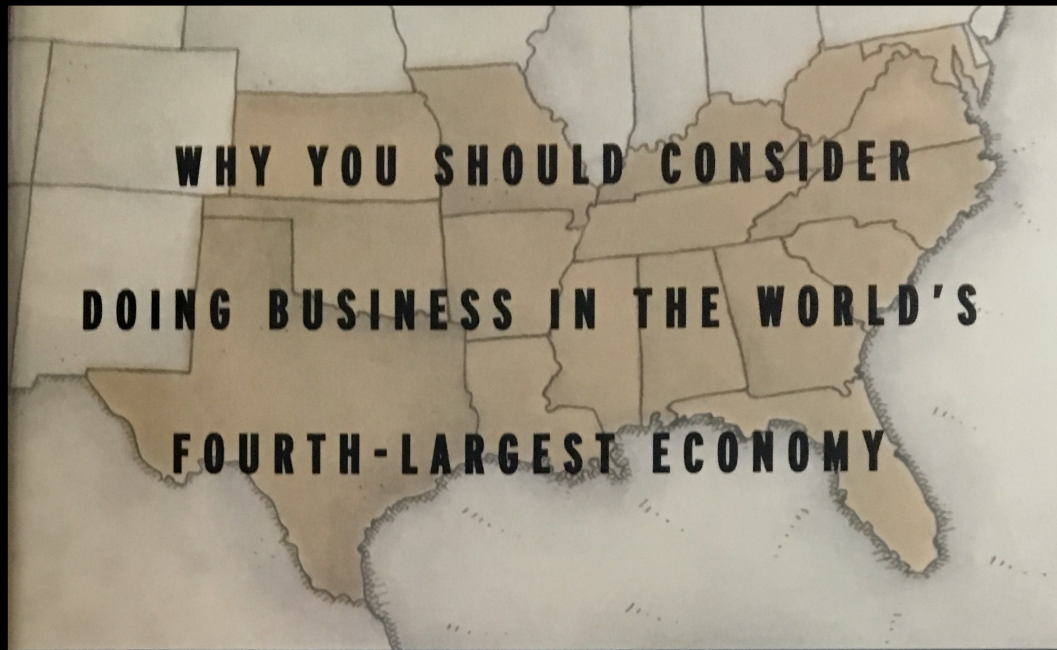 WHY YOU SHOULD CONSIDER
DOING BUSINESS IN THE WORLD'S
FOURTH-LARGEST ECONOMY